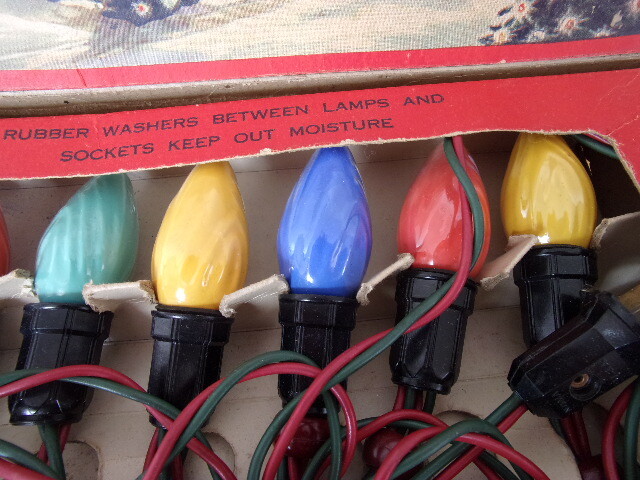 RUBBER WASHERS BETWEEN LAMPS AND
SOCKETS KEEP OUT MOISTURE